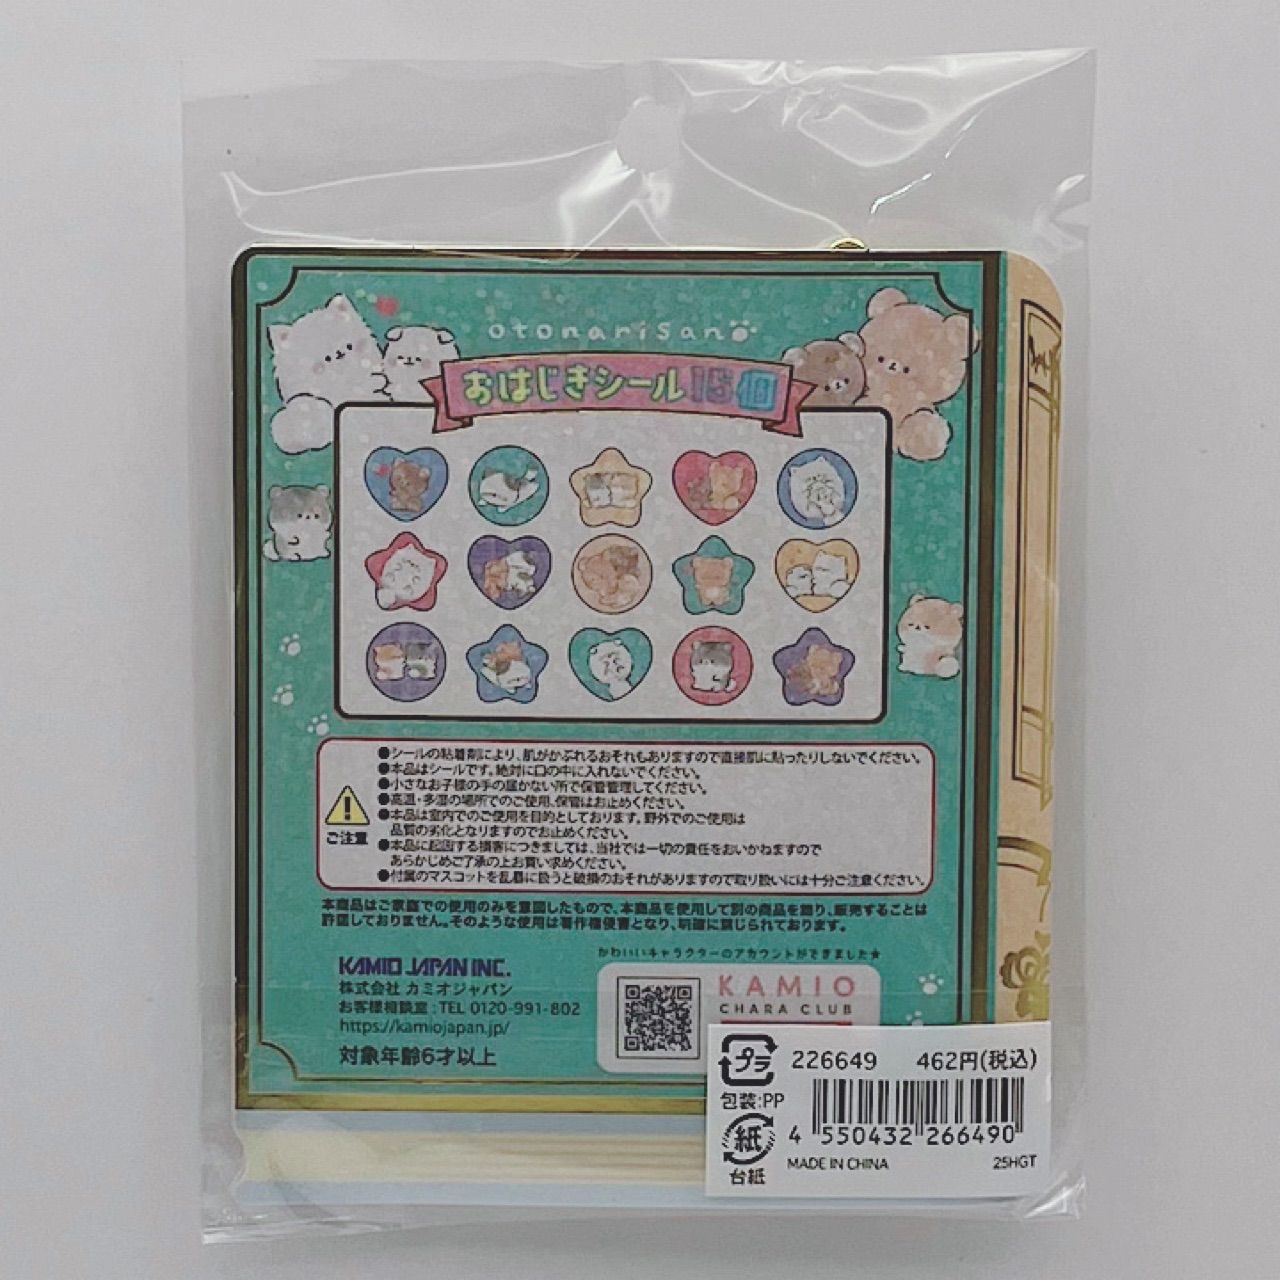 otonarisan
おはじきシール15個
●シールの粘着剤により、肌がかぶれるおそれもありますので直接肌に貼ったりしないでください。
●本品はシールです。絶対に口の中に入れないでください。
●小さなお子様の手の届かない所で保管管理してください。
●高温・多湿の場所でのご使用、保管はお止めください。
●本品は室内でのご使用を目的としております。野外でのご使用は
品質の劣化となりますのでお止めください。
●本品に起因する損害につきましては、当社では一切の責任をおいかねますので
あらかじめご了承の上お買い求めください。
●付属のマスコットを乱暴に扱うと破損のおそれがありますので取り扱いには十分ご注意ください。
ご注意
本商品はご家庭での使用のみを意図したもので、本商品を使用して別の商品を飾り、販売することは
許諾しておりません。そのような使用は著作権侵害となり、明確に禁じられております。
かわいいキャラクターのアカウントができました★
KAMIO JAPAN INC.
株式会社 カミオジャパン
お客様相談室：TEL 0120-991-802
https://kamiojapan.jp/
対象年齢6才以上
KAMIO
CHARA CLUB
プラ
包装:PP
紙
台紙
226649 462円(税込)
4 550432 266490
MADE IN CHINA 25HGT